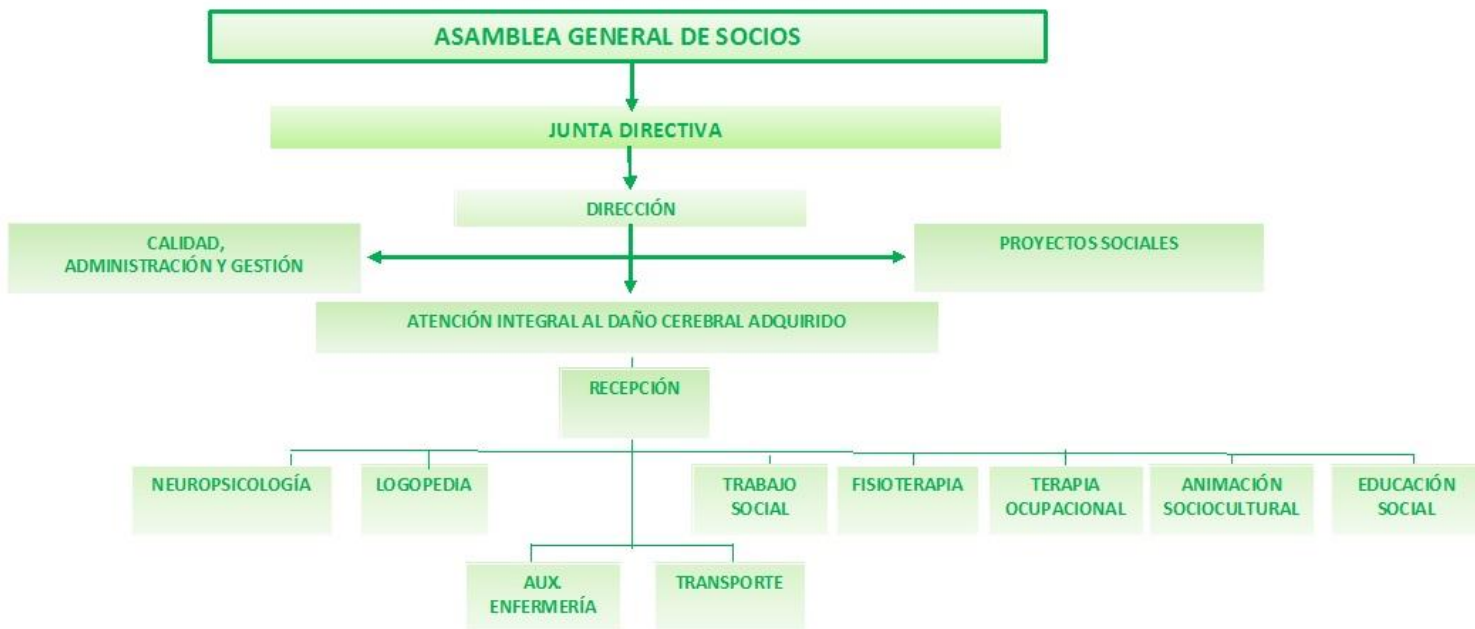 ASAMBLEA GENERAL DE SOCIOS
JUNTA DIRECTIVA
DIRECCIÓN
CALIDAD,
ADMINISTRACIÓN Y GESTIÓN
PROYECTOS SOCIALES
ATENCIÓN INTEGRAL AL DAÑO CEREBRAL ADQUIRIDO
RECEPCIÓN
NEUROPSICOLOGÍA
LOGOPEDIA
TRABAJO
SOCIAL
FISIOTERAPIA
TERAPIA
OCUPACIONAL
ANIMACIÓN
SOCIOCULTURAL
EDUCACIÓN
SOCIAL
AUX.
ENFERMERÍA
TRANSPORTE